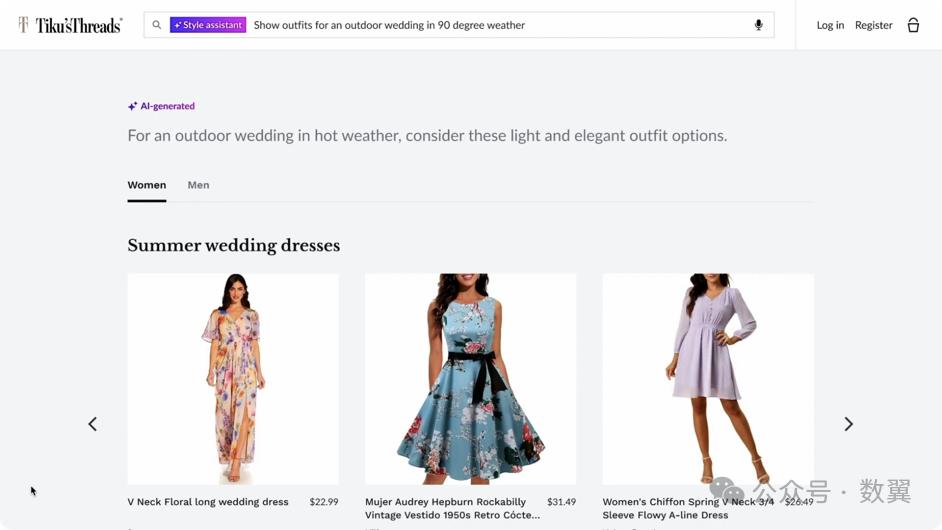 Tiku'sThreads
Style assistant Show outfits for an outdoor wedding in 90 degree weather
Log in Register
AI-generated
For an outdoor wedding in hot weather, consider these light and elegant outfit options.
Women Men
Summer wedding dresses
V Neck Floral long wedding dress $22.99
Mujer Audrey Hepburn Rockabilly $31.49
Vintage Vestido 1950s Retro Cócte...
Women's Chiffon Spring V Neck 3/4 $26.49
Sleeve Flowy A-line Dress
公众号 · 数翼